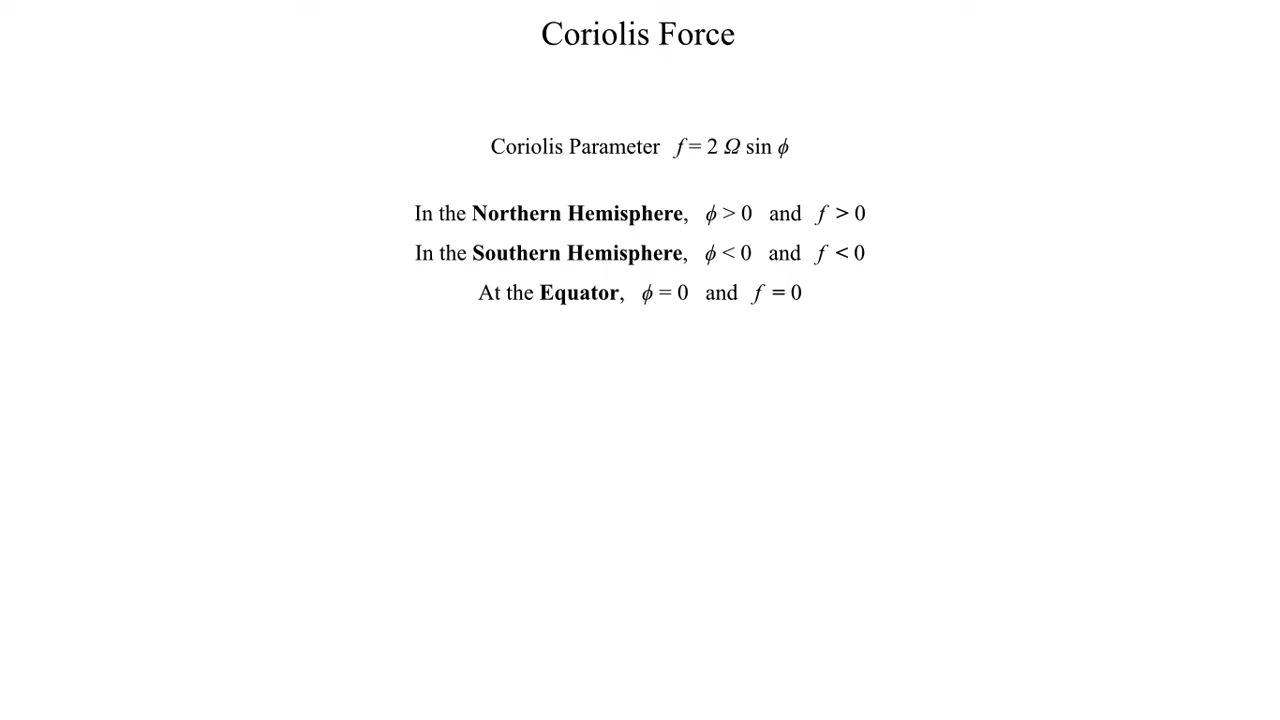 Coriolis Force
Coriolis Parameter f = 2 Ω sin ϕ
In the Northern Hemisphere, ϕ > 0 and f > 0
In the Southern Hemisphere, ϕ < 0 and f < 0
At the Equator, ϕ = 0 and f = 0